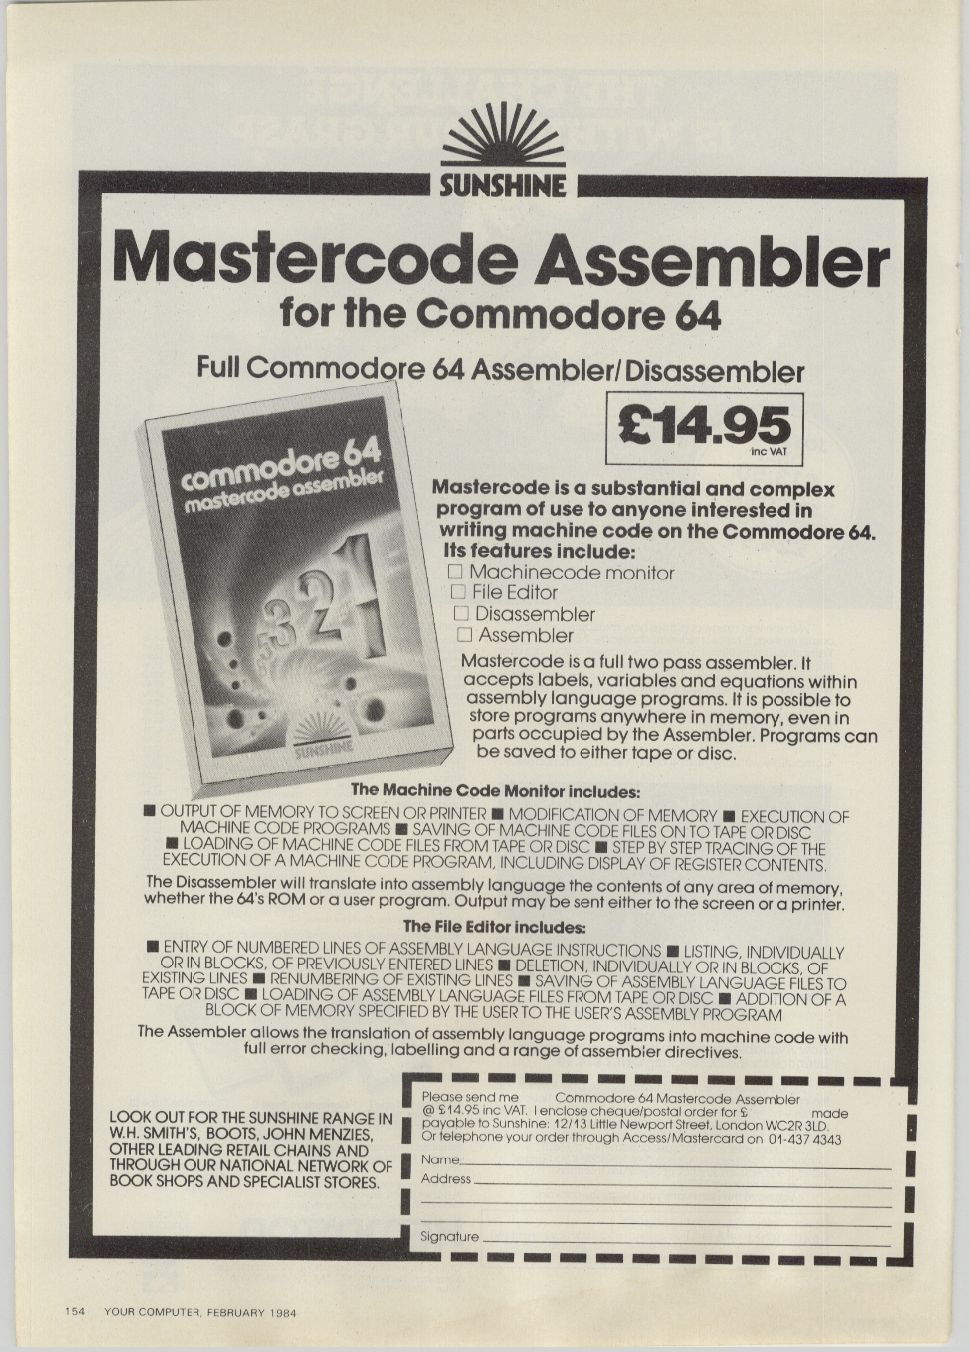 SUNSHINE
Mastercode Assembler
for the Commodore 64
Full Commodore 64 Assembler/Disassembler
£14.95
inc VAT
commodore 64
mastercode assembler
3 2 1
SUNSHINE
Mastercode is a substantial and complex
program of use to anyone interested in
writing machine code on the Commodore 64.
Its features include:
☐ Machinecode monitor
☐ File Editor
☐ Disassembler
☐ Assembler
Mastercode is a full two pass assembler. It
accepts labels, variables and equations within
assembly language programs. It is possible to
store programs anywhere in memory, even in
parts occupied by the Assembler. Programs can
be saved to either tape or disc.
The Machine Code Monitor includes:
■ OUTPUT OF MEMORY TO SCREEN OR PRINTER ■ MODIFICATION OF MEMORY ■ EXECUTION OF
MACHINE CODE PROGRAMS ■ SAVING OF MACHINE CODE FILES ON TO TAPE OR DISC
■ LOADING OF MACHINE CODE FILES FROM TAPE OR DISC ■ STEP BY STEP TRACING OF THE
EXECUTION OF A MACHINE CODE PROGRAM, INCLUDING DISPLAY OF REGISTER CONTENTS.
The Disassembler will translate into assembly language the contents of any area of memory,
whether the 64's ROM or a user program. Output may be sent either to the screen or a printer.
The File Editor includes:
■ ENTRY OF NUMBERED LINES OF ASSEMBLY LANGUAGE INSTRUCTIONS ■ LISTING, INDIVIDUALLY
OR IN BLOCKS, OF PREVIOUSLY ENTERED LINES ■ DELETION, INDIVIDUALLY OR IN BLOCKS, OF
EXISTING LINES ■ RENUMBERING OF EXISTING LINES ■ SAVING OF ASSEMBLY LANGUAGE FILES TO
TAPE OR DISC ■ LOADING OF ASSEMBLY LANGUAGE FILES FROM TAPE OR DISC ■ ADDITION OF A
BLOCK OF MEMORY SPECIFIED BY THE USER TO THE USER'S ASSEMBLY PROGRAM
The Assembler allows the translation of assembly language programs into machine code with
full error checking, labelling and a range of assembler directives.
LOOK OUT FOR THE SUNSHINE RANGE IN
W.H. SMITH'S, BOOTS, JOHN MENZIES,
OTHER LEADING RETAIL CHAINS AND
THROUGH OUR NATIONAL NETWORK OF
BOOK SHOPS AND SPECIALIST STORES.
Please send me Commodore 64 Mastercode Assembler
@ £14.95 inc VAT. I enclose cheque/postal order for £ made
payable to Sunshine: 12/13 Little Newport Street, London WC2R 3LD.
Or telephone your order through Access/Mastercard on 01-437 4343
Name
Address
Signature
154 YOUR COMPUTER, FEBRUARY 1984